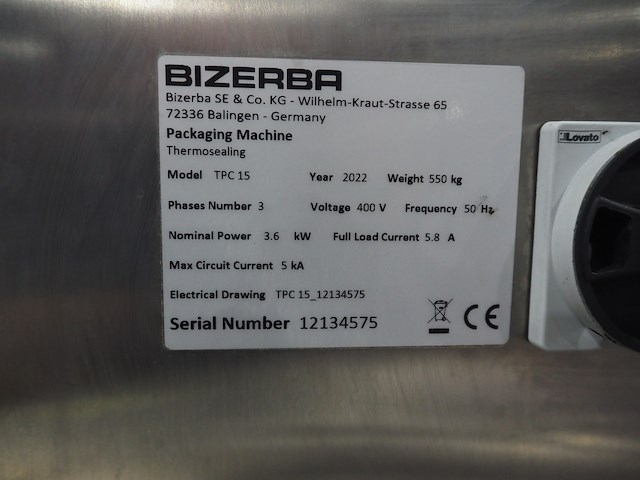 BIZERBA
Bizerba SE & Co. KG - Wilhelm-Kraut-Strasse 65
72336 Balingen - Germany
Packaging Machine
Thermosealing
Model TPC 15 Year 2022 Weight 550 kg
Phases Number 3 Voltage 400 V Frequency 50 Hz
Nominal Power 3.6 kW Full Load Current 5.8 A
Max Circuit Current 5 kA
Electrical Drawing TPC 15_12134575
Serial Number 12134575 CE
Lovato